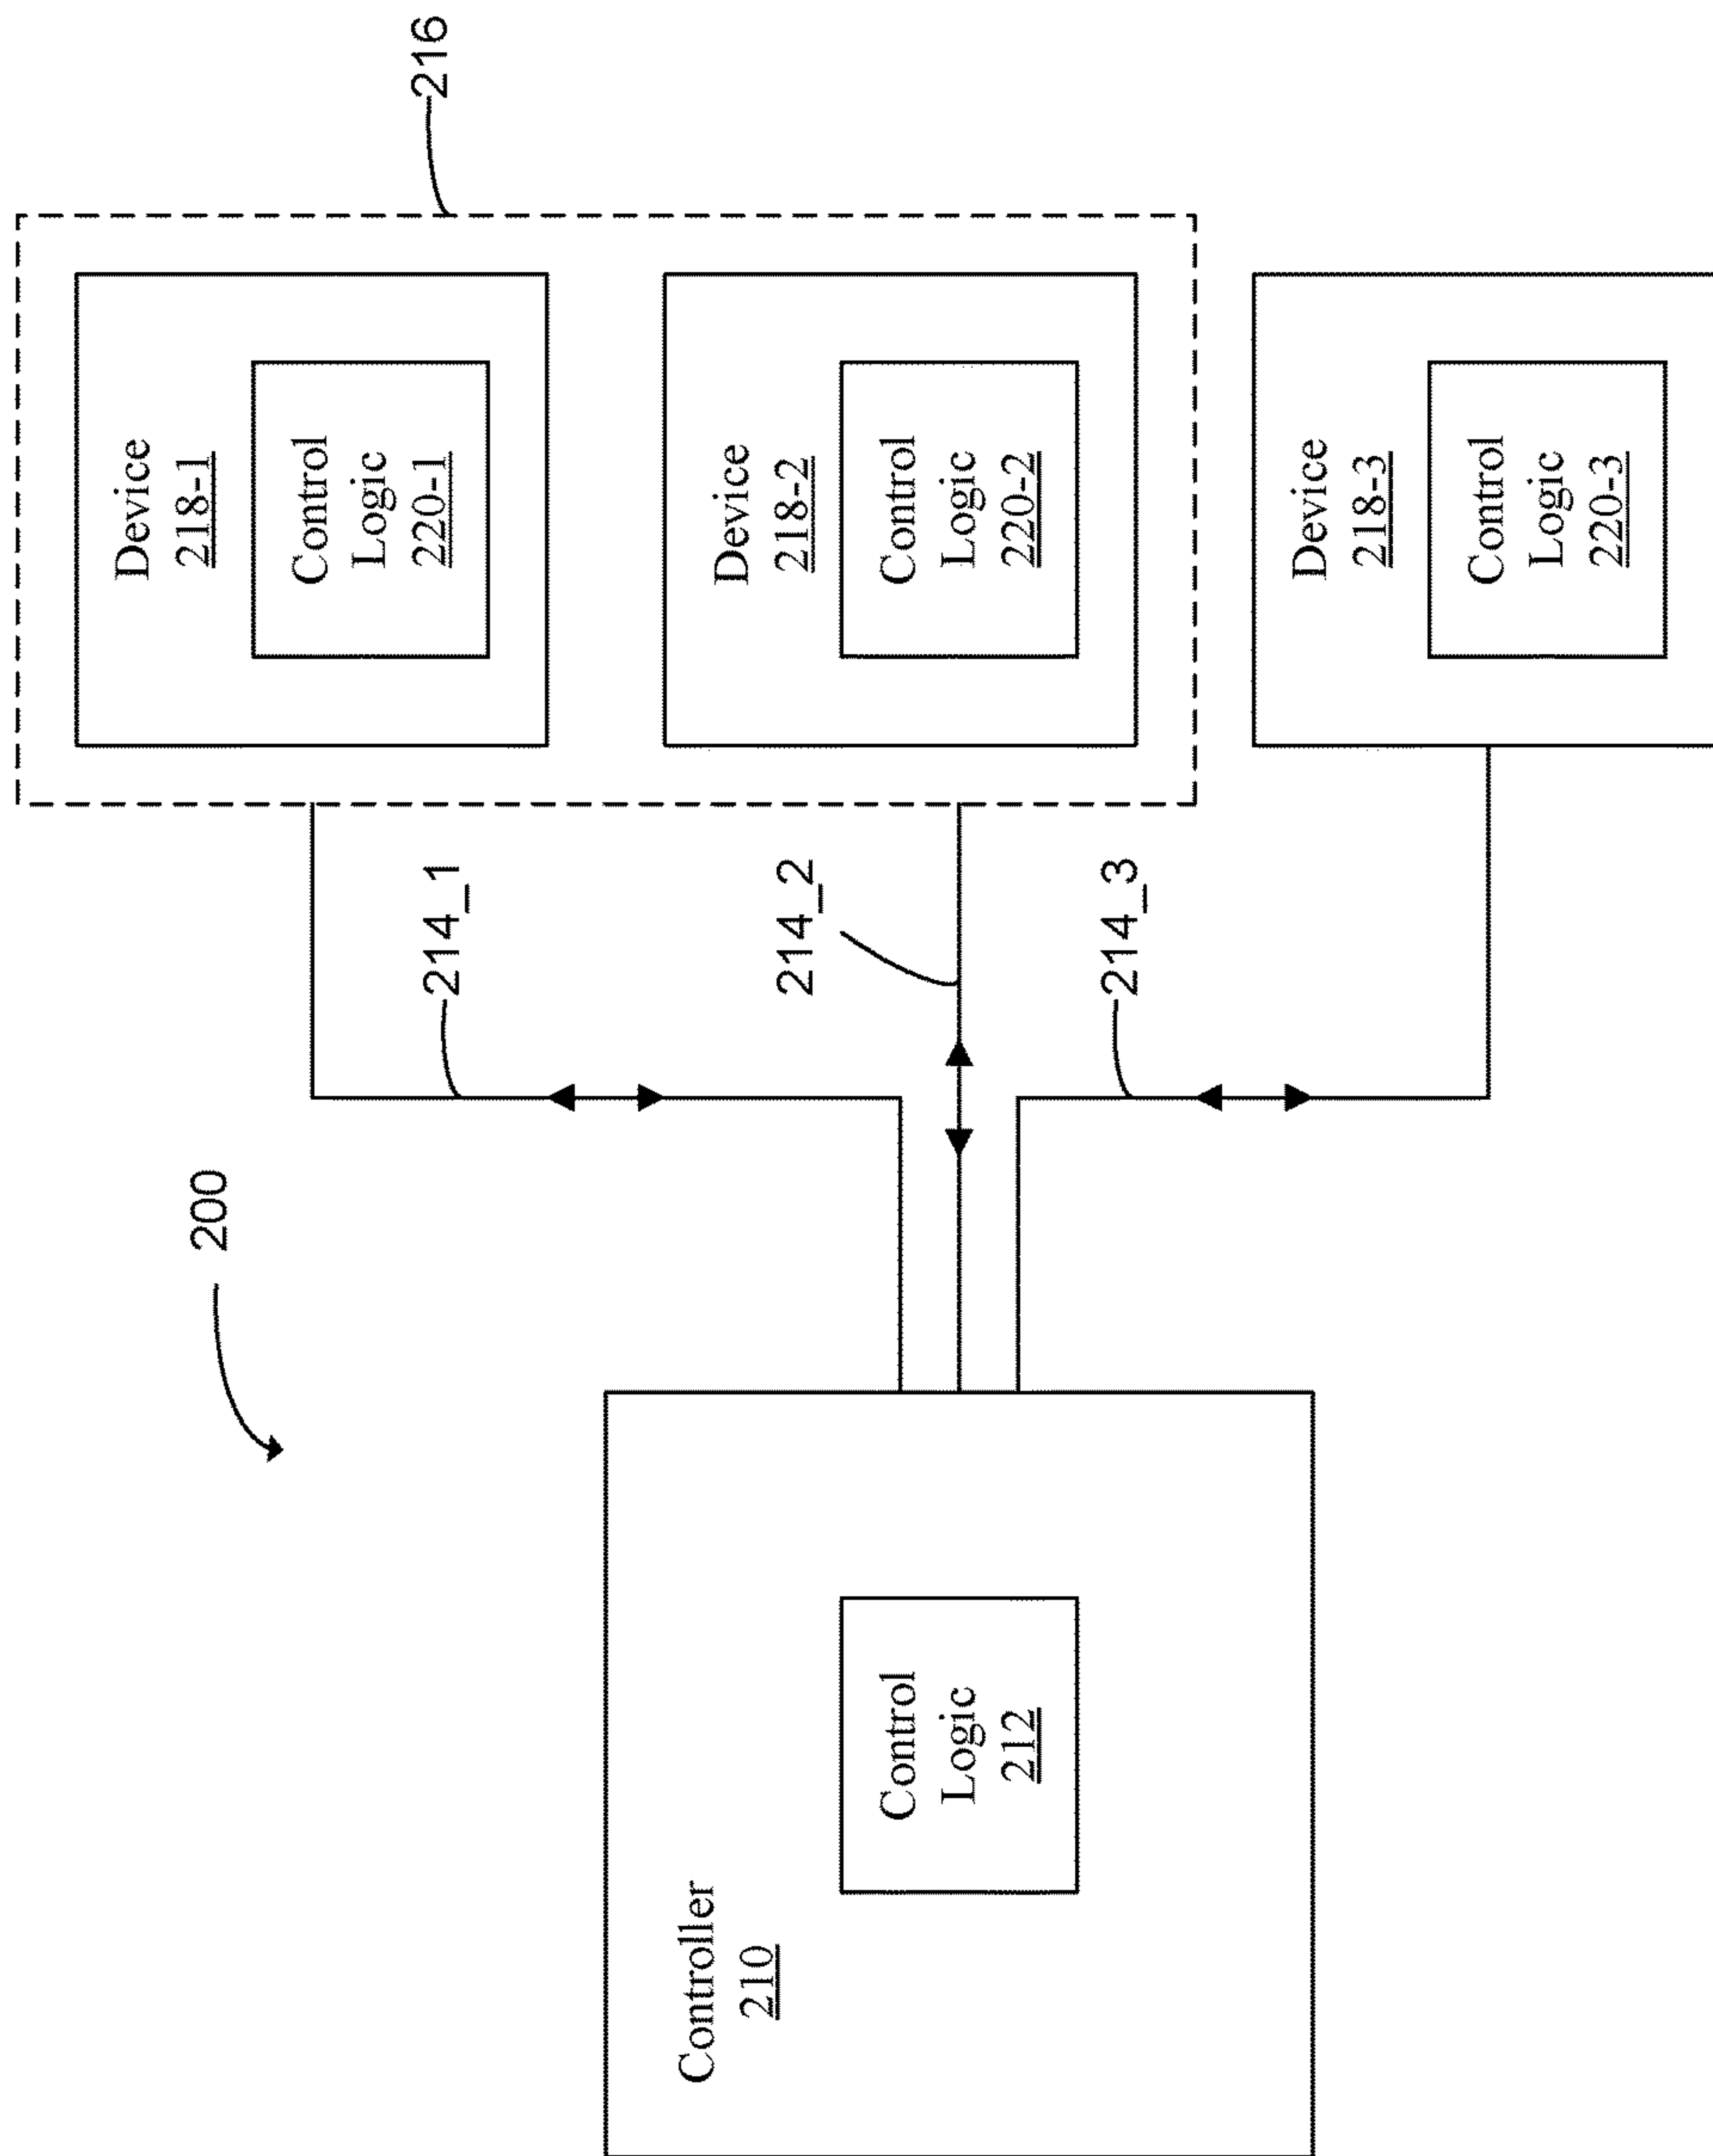 200
Controller
210
Control
Logic
212
214_1
214_2
214_3
216
Device
218-1
Control
Logic
220-1
Device
218-2
Control
Logic
220-2
Device
218-3
Control
Logic
220-3